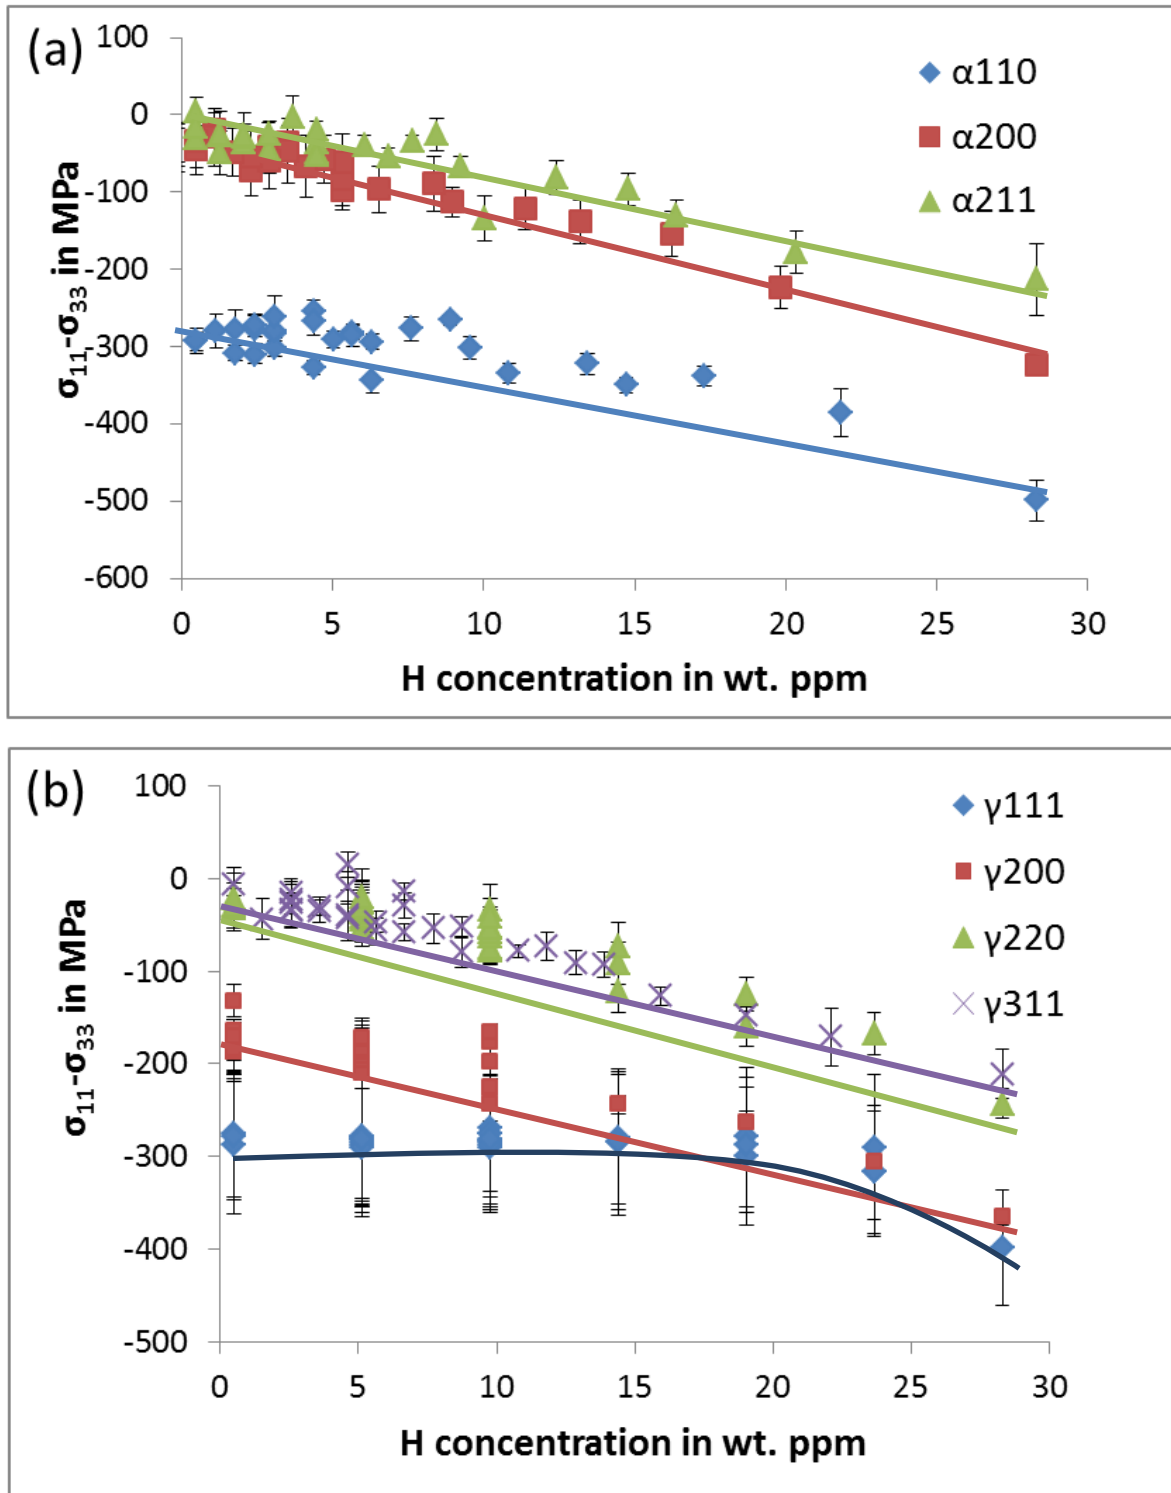 (a)
α110
α200
α211
σ11-σ33 in MPa
100
0
-100
-200
-300
-400
-500
-600
0 5 10 15 20 25 30
H concentration in wt. ppm
(b)
γ111
γ200
γ220
γ311
σ11-σ33 in MPa
100
0
-100
-200
-300
-400
-500
0 5 10 15 20 25 30
H concentration in wt. ppm